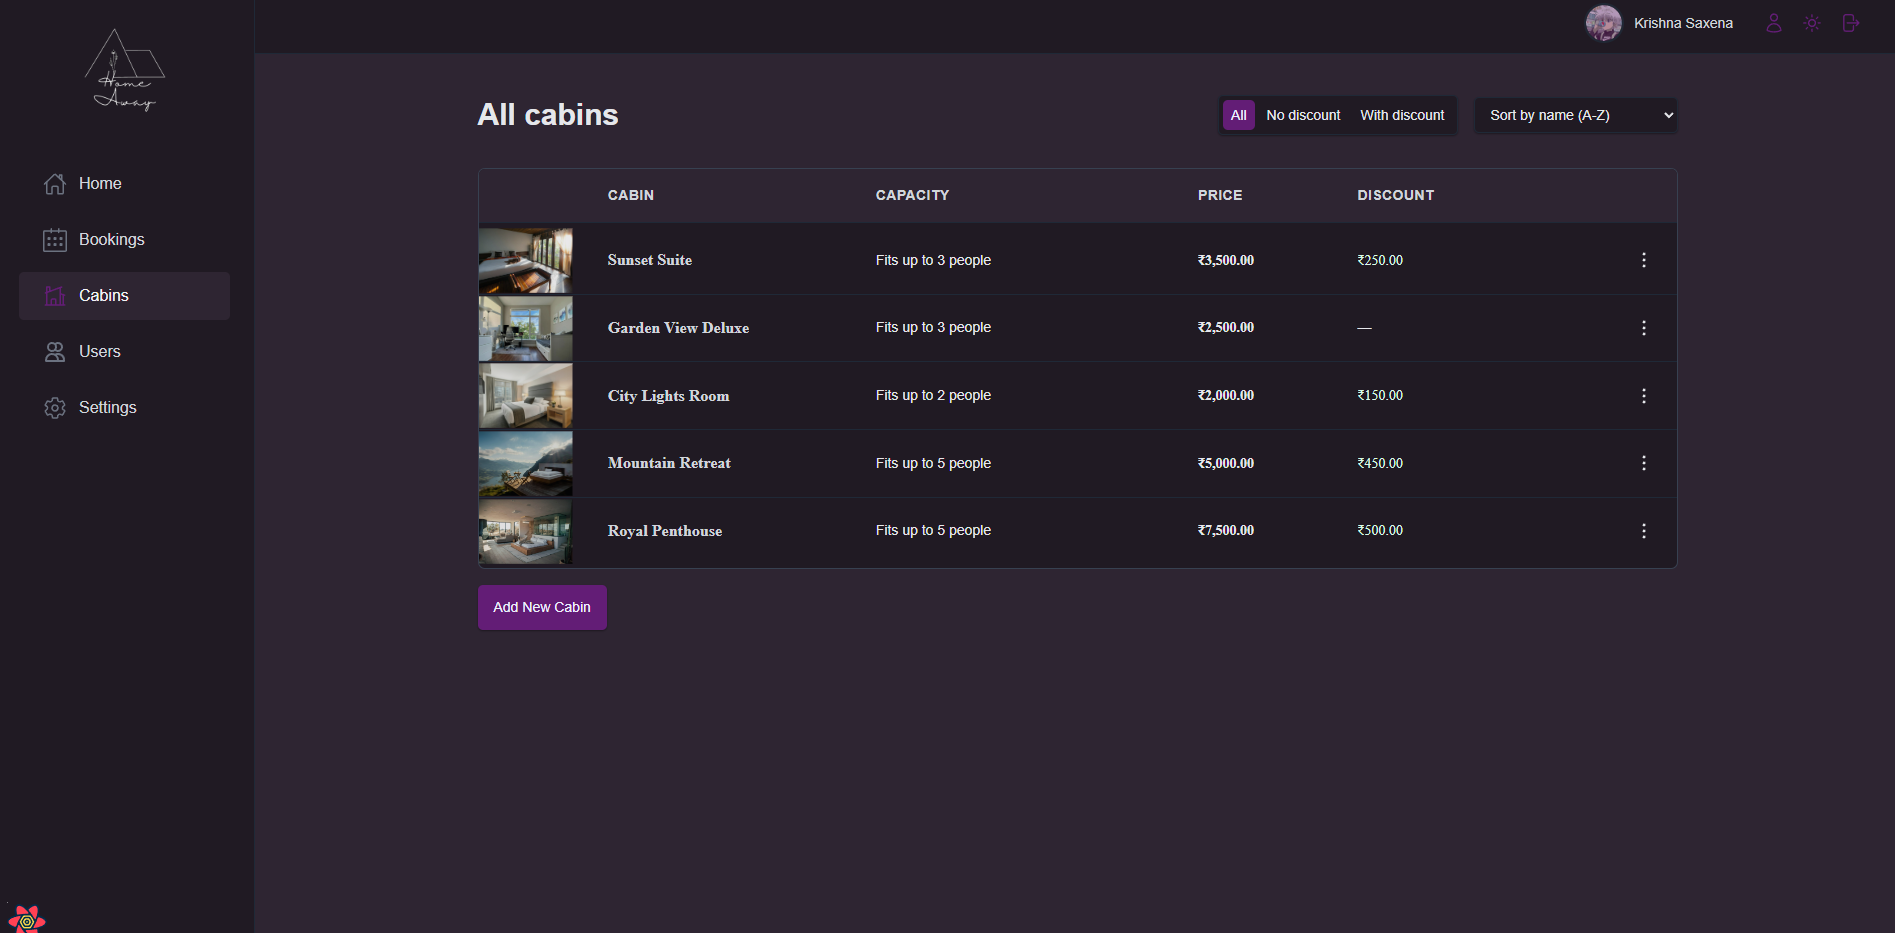 Home
Away
Krishna Saxena
Home
Bookings
Cabins
Users
Settings
All cabins
All No discount With discount Sort by name (A-Z)
CABIN CAPACITY PRICE DISCOUNT
Sunset Suite Fits up to 3 people ₹3,500.00 ₹250.00
Garden View Deluxe Fits up to 3 people ₹2,500.00 —
City Lights Room Fits up to 2 people ₹2,000.00 ₹150.00
Mountain Retreat Fits up to 5 people ₹5,000.00 ₹450.00
Royal Penthouse Fits up to 5 people ₹7,500.00 ₹500.00
Add New Cabin